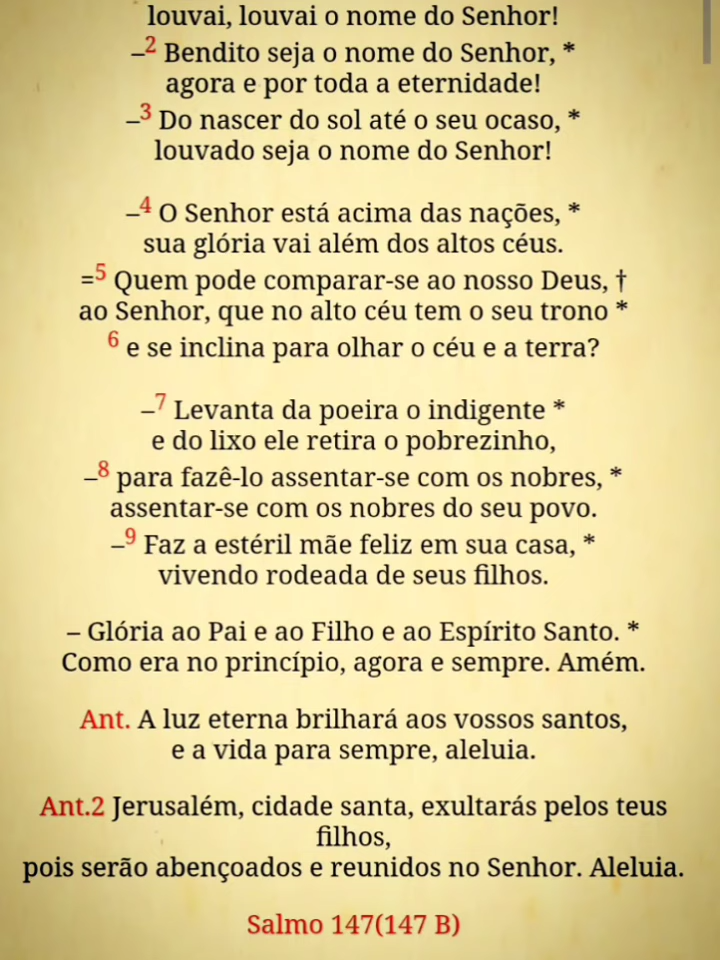 louvai, louvai o nome do Senhor!
–2 Bendito seja o nome do Senhor, *
agora e por toda a eternidade!
–3 Do nascer do sol até o seu ocaso, *
louvado seja o nome do Senhor!
–4 O Senhor está acima das nações, *
sua glória vai além dos altos céus.
=5 Quem pode comparar-se ao nosso Deus, †
ao Senhor, que no alto céu tem o seu trono *
6 e se inclina para olhar o céu e a terra?
–7 Levanta da poeira o indigente *
e do lixo ele retira o pobrezinho,
–8 para fazê-lo assentar-se com os nobres, *
assentar-se com os nobres do seu povo.
–9 Faz a estéril mãe feliz em sua casa, *
vivendo rodeada de seus filhos.
– Glória ao Pai e ao Filho e ao Espírito Santo. *
Como era no princípio, agora e sempre. Amém.
Ant. A luz eterna brilhará aos vossos santos,
e a vida para sempre, aleluia.
Ant.2 Jerusalém, cidade santa, exultarás pelos teus
filhos,
pois serão abençoados e reunidos no Senhor. Aleluia.
Salmo 147(147 B)